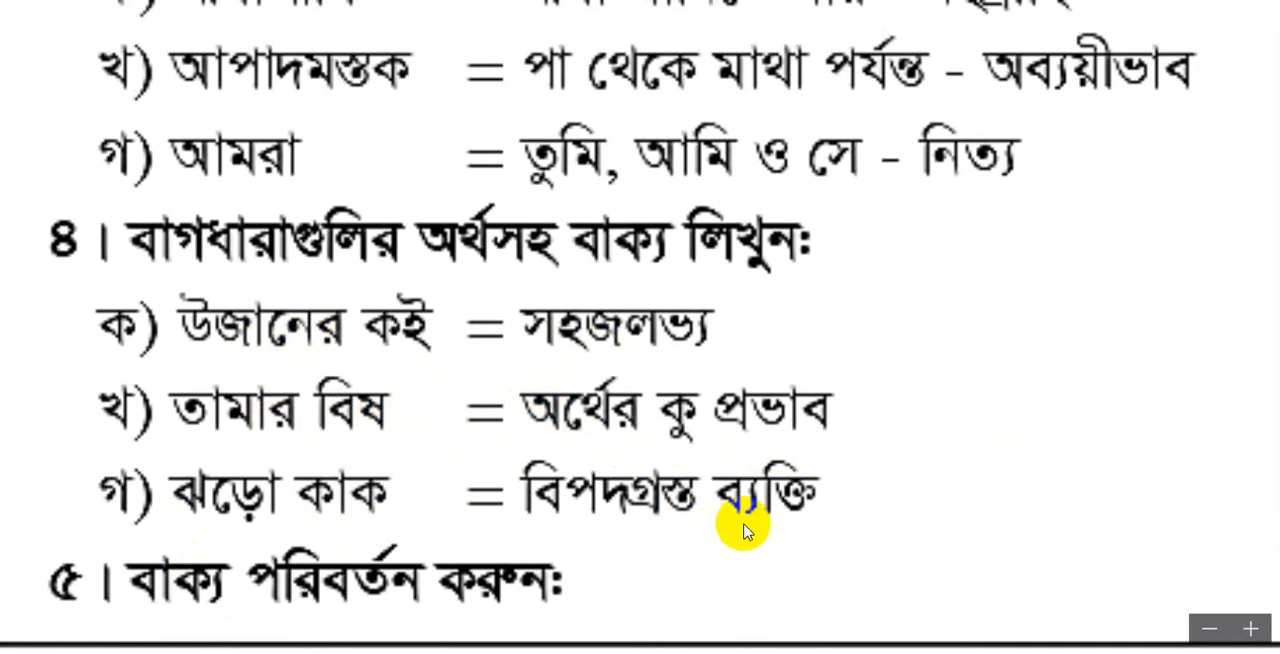 খ) আপাদমস্তক = পা থেকে মাথা পর্যন্ত - অব্যয়ীভাব
গ) আমরা = তুমি, আমি ও সে - নিত্য
৪। বাগধারাগুলির অর্থসহ বাক্য লিখুনঃ
ক) উজানের কই = সহজলভ্য
খ) তামার বিষ = অর্থের কু প্রভাব
গ) ঝড়ো কাক = বিপদগ্রস্ত ব্যক্তি
৫। বাক্য পরিবর্তন করুনঃ